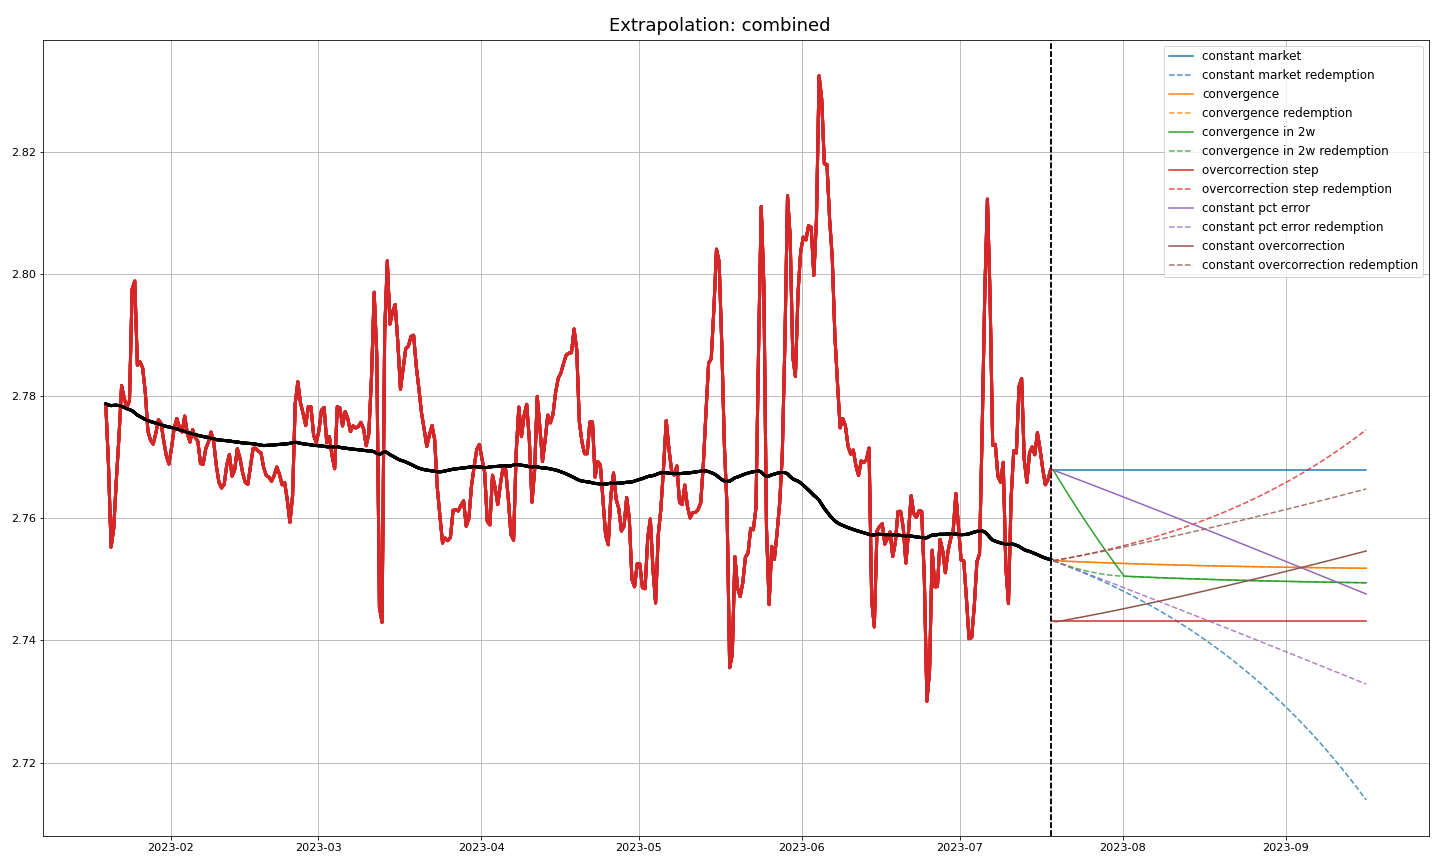 Extrapolation: combined
constant market
constant market redemption
convergence
convergence redemption
convergence in 2w
convergence in 2w redemption
overcorrection step
overcorrection step redemption
constant pct error
constant pct error redemption
constant overcorrection
constant overcorrection redemption
2.82
2.80
2.78
2.76
2.74
2.72
2023-02 2023-03 2023-04 2023-05 2023-06 2023-07 2023-08 2023-09